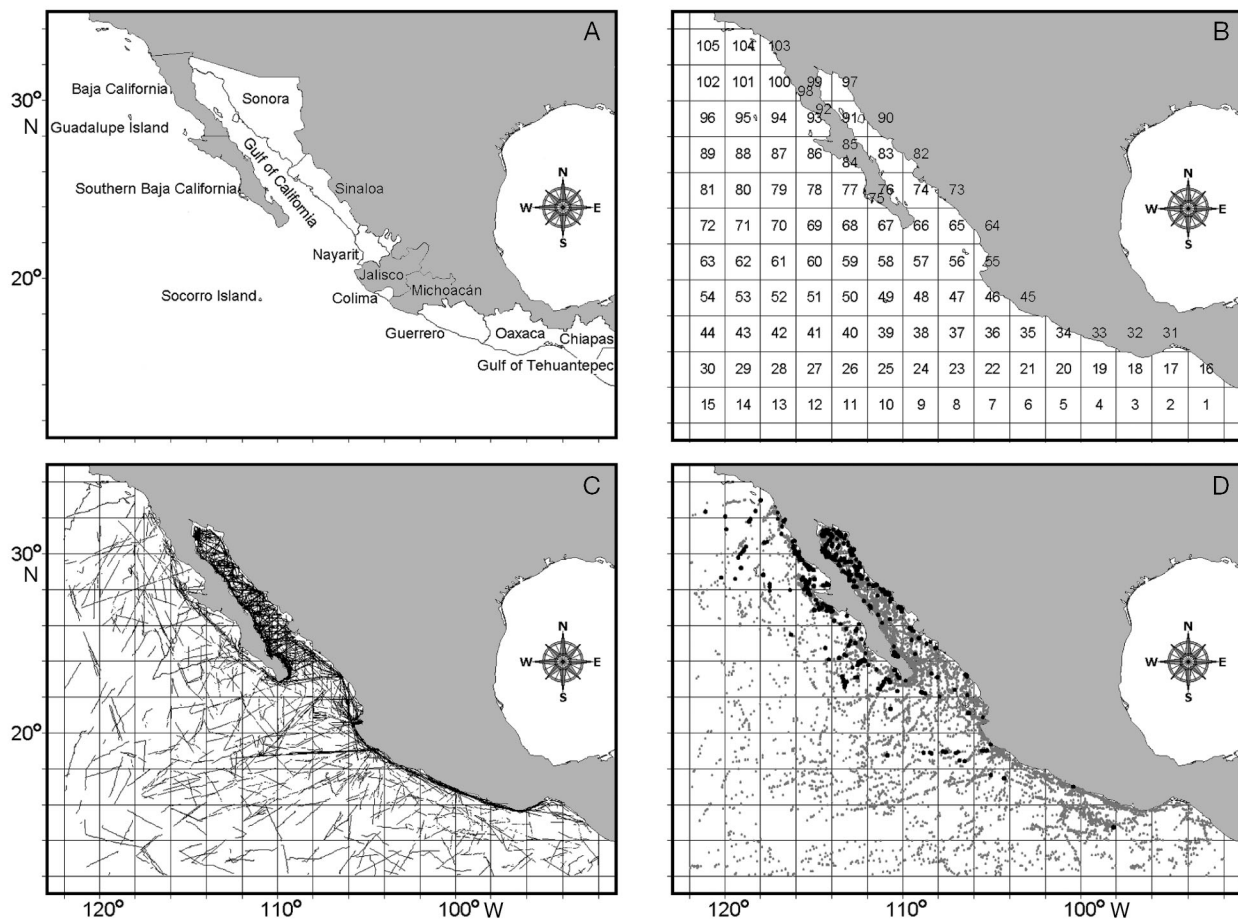 A
Baja California
Sonora
30°
N
Guadalupe Island
Gulf of California
Southern Baja California
Sinaloa
N
W E
S
Nayarit
Jalisco
20°
Socorro Island
Michoacán
Colima
Guerrero
Oaxaca
Chiapas
Gulf of Tehuantepec
B
105 104 103
102 101 100 99 97
98
96 95 94 93 92 91 90
89 88 87 86 85 84 83 82
81 80 79 78 77 76 75 74 73
72 71 70 69 68 67 66 65 64
63 62 61 60 59 58 57 56 55
54 53 52 51 50 49 48 47 46 45
44 43 42 41 40 39 38 37 36 35 34 33 32 31
30 29 28 27 26 25 24 23 22 21 20 19 18 17 16
15 14 13 12 11 10 9 8 7 6 5 4 3 2 1
N
W E
S
C
30°
N
N
W E
S
20°
120° 110° 100° W
D
N
W E
S
120° 110° 100° W